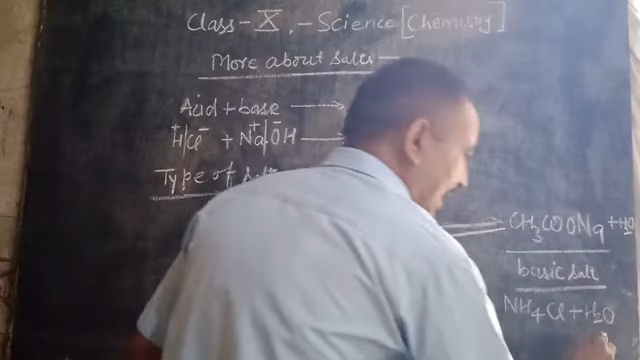 Class-X,-Science [Chemistry]
More about salts-
Acid + base ⟶
H⁺|Cl⁻ + Na⁺|OH⁻ ⟶
Type of
⟶ CH₃COONa + H₂O
basic salt
NH₄Cl + H₂O